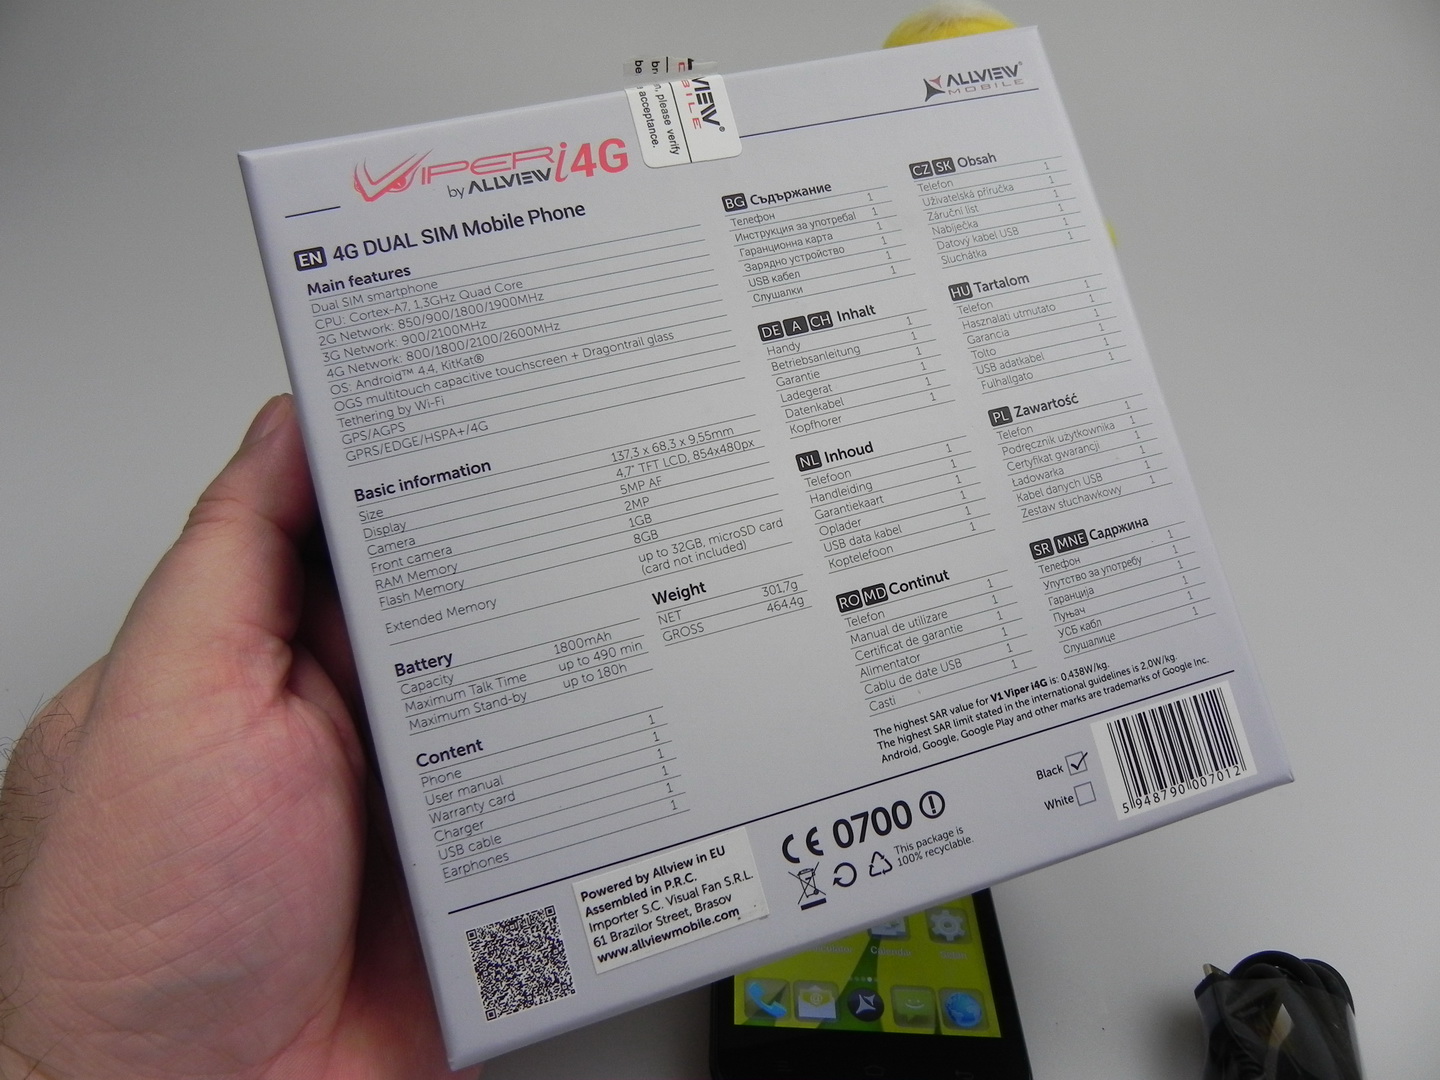 be
br
VIEW®
BILE
n, please verify
acceptance.
ALLVIEW®
MOBILE
VIPER i4G
by ALLVIEW
EN 4G DUAL SIM Mobile Phone
Main features
Dual SIM smartphone
CPU: Cortex-A7, 1.3GHz Quad Core
2G Network: 850/900/1800/1900MHz
3G Network: 900/2100MHz
4G Network: 800/1800/2100/2600MHz
OS: Android™ 4.4, KitKat®
OGS multitouch capacitive touchscreen + Dragontrail glass
Tethering by Wi-Fi
GPS/AGPS
GPRS/EDGE/HSPA+/4G
Basic information
Size 137,3 x 68,3 x 9,55mm
Display 4,7" TFT LCD, 854x480px
Camera 5MP AF
Front camera 2MP
RAM Memory 1GB
Flash Memory 8GB
Extended Memory up to 32GB, microSD card
(card not included)
Battery
Capacity 1800mAh
Maximum Talk Time up to 490 min
Maximum Stand-by up to 180h
Weight
NET 301,7g
GROSS 464,4g
Content
Phone 1
User manual 1
Warranty card 1
Charger 1
USB cable 1
Earphones
BG Съдържание
Телефон 1
Инструкция за употребаl 1
Гаранционна карта 1
Зарядно устройство 1
USB кабел 1
Слушалки 1
DE A CH Inhalt
Handy 1
Betriebsanleitung 1
Garantie 1
Ladegerat 1
Datenkabel 1
Kopfhorer 1
NL Inhoud
Telefoon 1
Handleiding 1
Garantiekaart 1
Oplader 1
USB data kabel 1
Koptelefoon 1
RO MD Continut
Telefon 1
Manual de utilizare 1
Certificat de garantie 1
Alimentator 1
Cablu de date USB 1
Casti 1
CZ SK Obsah
Telefon 1
Uživatelská příručka 1
Záruční list 1
Nabíječka 1
Datový kabel USB 1
Sluchátka 1
HU Tartalom
Telefon 1
Hasznalati utmutato 1
Garancia 1
Tolto 1
USB adatkabel 1
Fulhallgato 1
PL Zawartość
Telefon 1
Podręcznik uzytkownika 1
Certyfikat gwarancji 1
Ładowarka 1
Kabel danych USB 1
Zestaw słuchawkowy 1
SR MNE Садржина
Телефон 1
Упутство за употребу 1
Гаранција 1
Пуњач 1
УСБ кабл 1
Слушалице 1
The highest SAR value for V1 Viper i4G is: 0,438W/kg.
The highest SAR limit stated in the international guidelines is 2.0W/kg.
Android, Google, Google Play and other marks are trademarks of Google Inc.
Black
White
5 948790 007012
CE 0700
This package is
100% recyclable.
Powered by Allview in EU
Assembled in P.R.C.
Importer S.C. Visual Fan S.R.L.
61 Brazilor Street, Brasov
www.allviewmobile.com